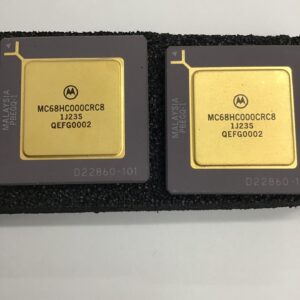 MC68HC000CRC8
1J23S
QEFG0002
MALAYSIA
D22860-101
MC68HC000CRC8
1J23S
QEFG0002
MALAYSIA
D22860-1